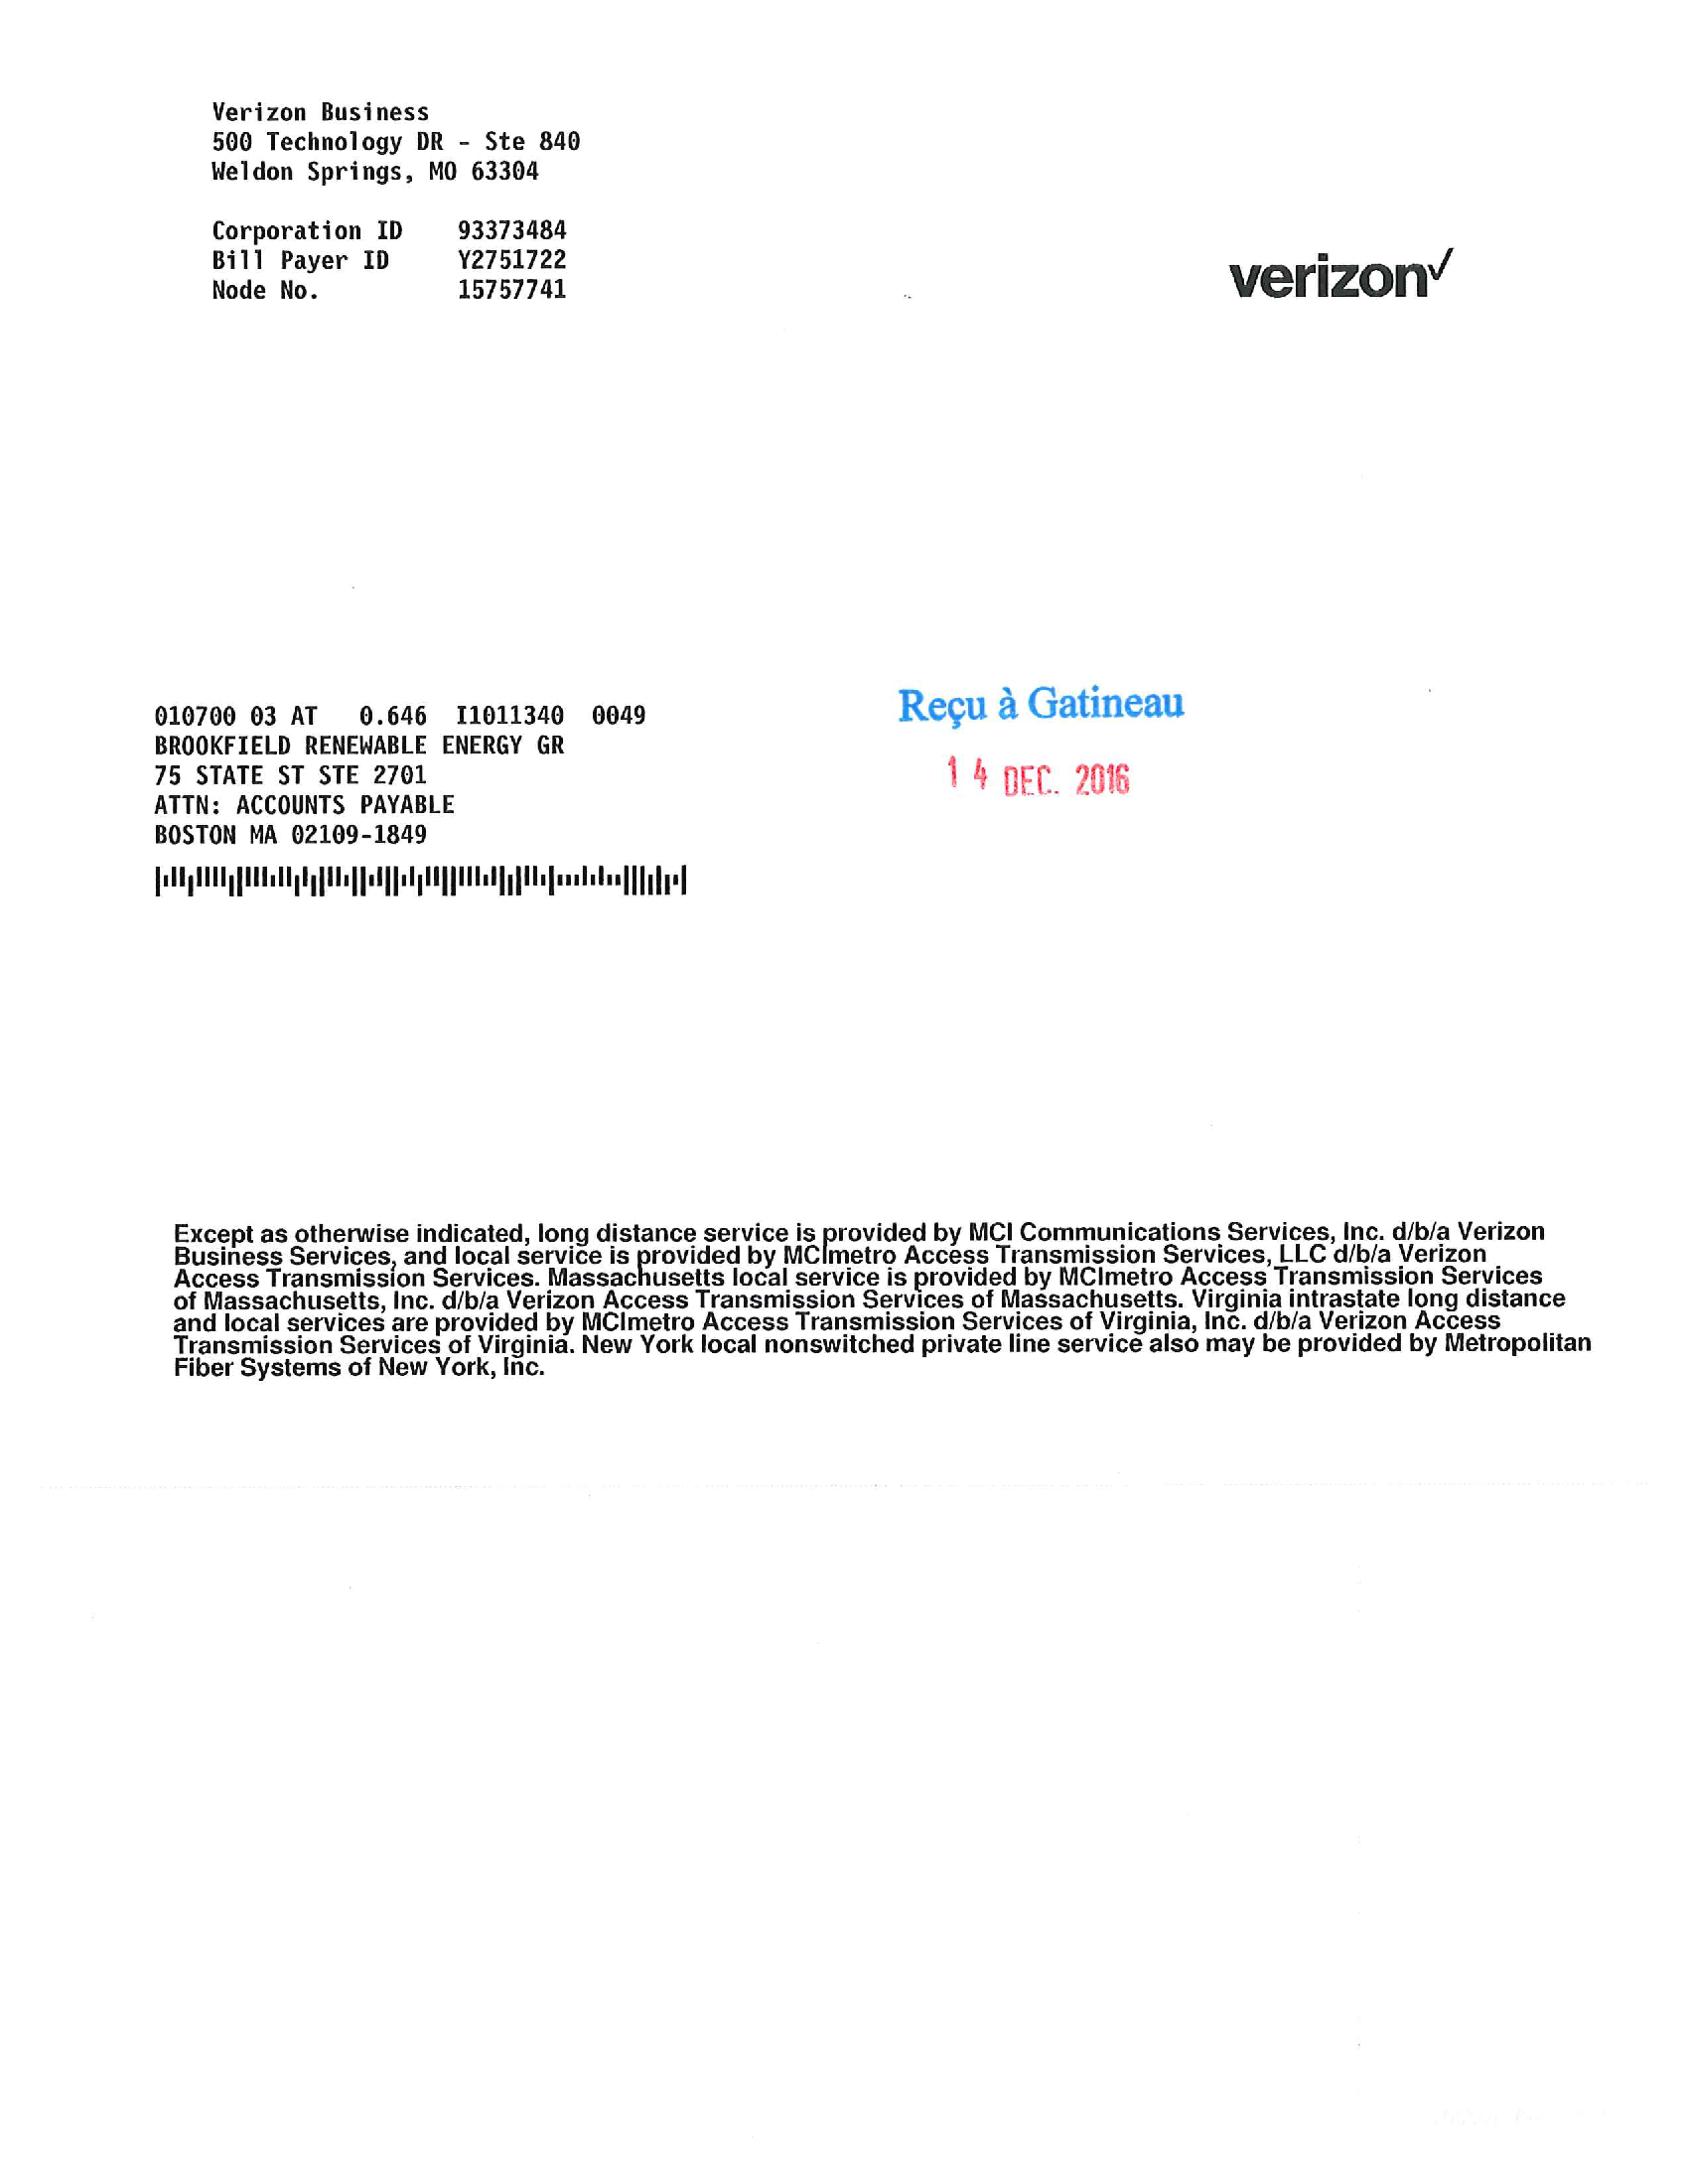 Verizon Business
500 Technology DR - Ste 840
Weldon Springs, MO 63304
Corporation ID 93373484
Bill Payer ID Y2751722
Node No. 15757741
verizon
010700 03 AT 0.646 I1011340 0049
BROOKFIELD RENEWABLE ENERGY GR
75 STATE ST STE 2701
ATTN: ACCOUNTS PAYABLE
BOSTON MA 02109-1849
Reçu à Gatineau
14 DEC. 2016
Except as otherwise indicated, long distance service is provided by MCI Communications Services, Inc. d/b/a Verizon
Business Services, and local service is provided by MCImetro Access Transmission Services, LLC d/b/a Verizon
Access Transmission Services. Massachusetts local service is provided by MCImetro Access Transmission Services
of Massachusetts, Inc. d/b/a Verizon Access Transmission Services of Massachusetts. Virginia intrastate long distance
and local services are provided by MCImetro Access Transmission Services of Virginia, Inc. d/b/a Verizon Access
Transmission Services of Virginia. New York local nonswitched private line service also may be provided by Metropolitan
Fiber Systems of New York, Inc.